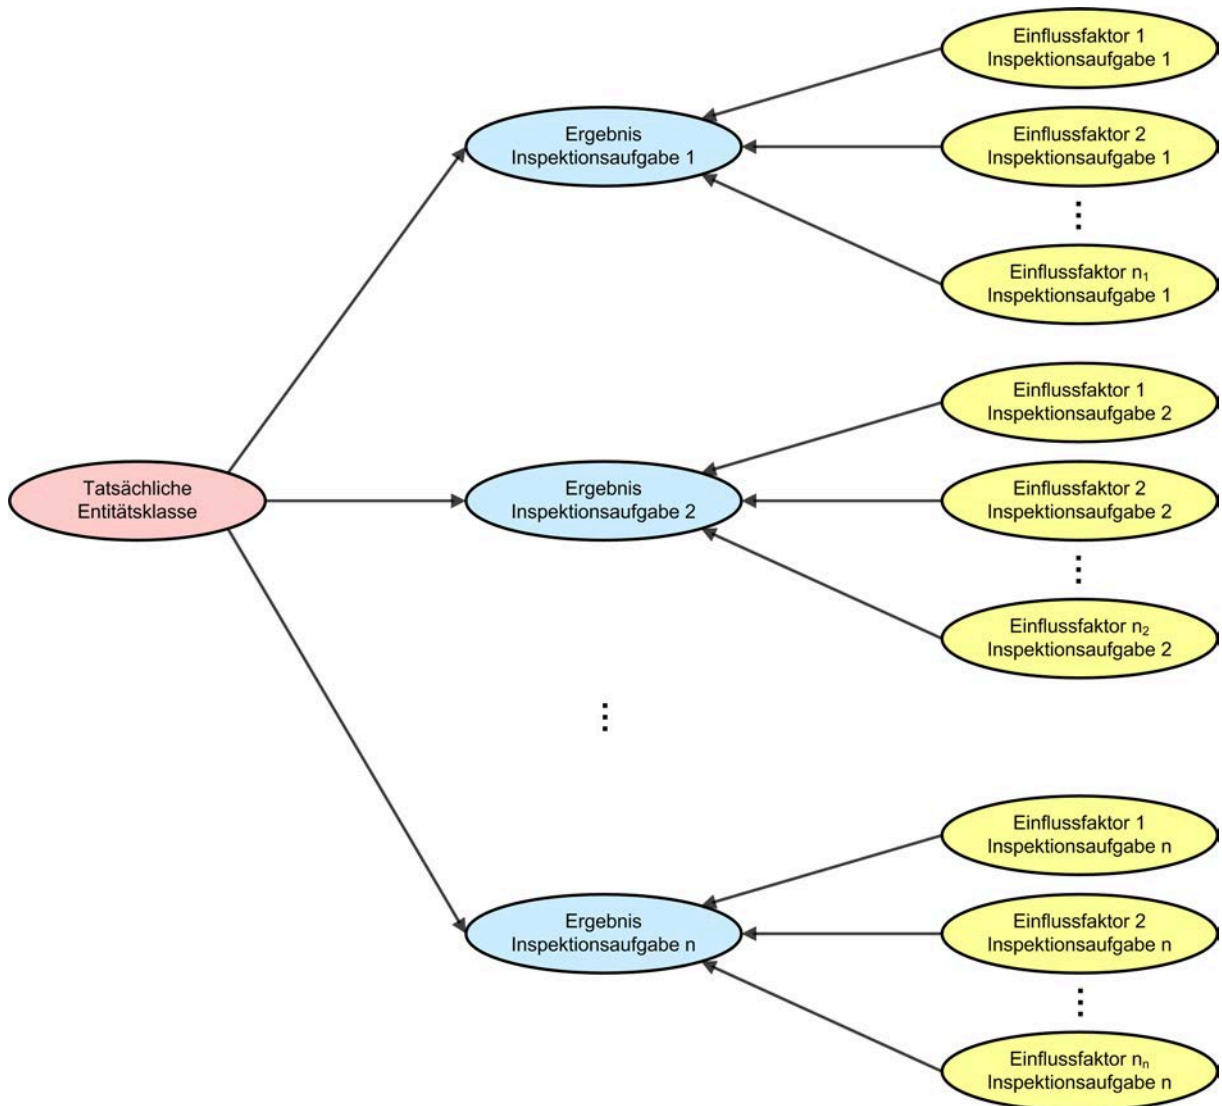 Einflussfaktor 1
Inspektionsaufgabe 1
Ergebnis
Inspektionsaufgabe 1
Einflussfaktor 2
Inspektionsaufgabe 1
Einflussfaktor n₁
Inspektionsaufgabe 1
Einflussfaktor 1
Inspektionsaufgabe 2
Tatsächliche
Entitätsklasse
Ergebnis
Inspektionsaufgabe 2
Einflussfaktor 2
Inspektionsaufgabe 2
Einflussfaktor n₂
Inspektionsaufgabe 2
Einflussfaktor 1
Inspektionsaufgabe n
Ergebnis
Inspektionsaufgabe n
Einflussfaktor 2
Inspektionsaufgabe n
Einflussfaktor nₙ
Inspektionsaufgabe n